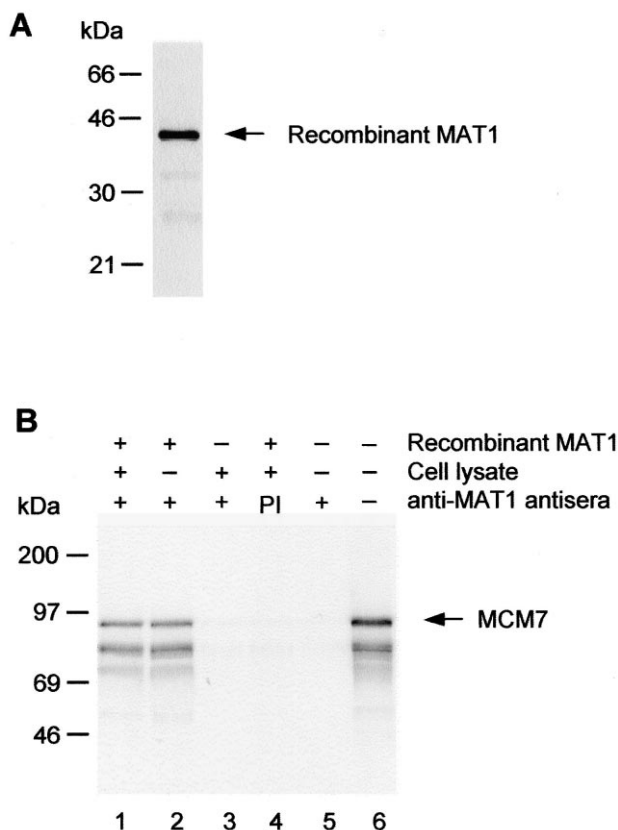 A
kDa
66
46
Recombinant MAT1
30
21
B
+ + – + – – Recombinant MAT1
+ – + + – – Cell lysate
kDa + + + PI + – anti-MAT1 antisera
200
97
MCM7
69
46
1 2 3 4 5 6